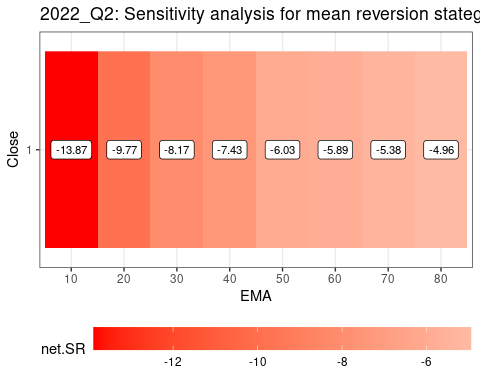 2022_Q2: Sensitivity analysis for mean reversion stateg
Close
1
-13.87 -9.77 -8.17 -7.43 -6.03 -5.89 -5.38 -4.96
10 20 30 40 50 60 70 80
EMA
net.SR
-12 -10 -8 -6